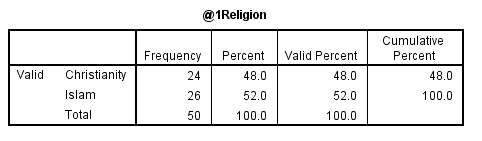 @1Religion
Frequency Percent Valid Percent Cumulative Percent
Valid Christianity 24 48.0 48.0 48.0
Islam 26 52.0 52.0 100.0
Total 50 100.0 100.0